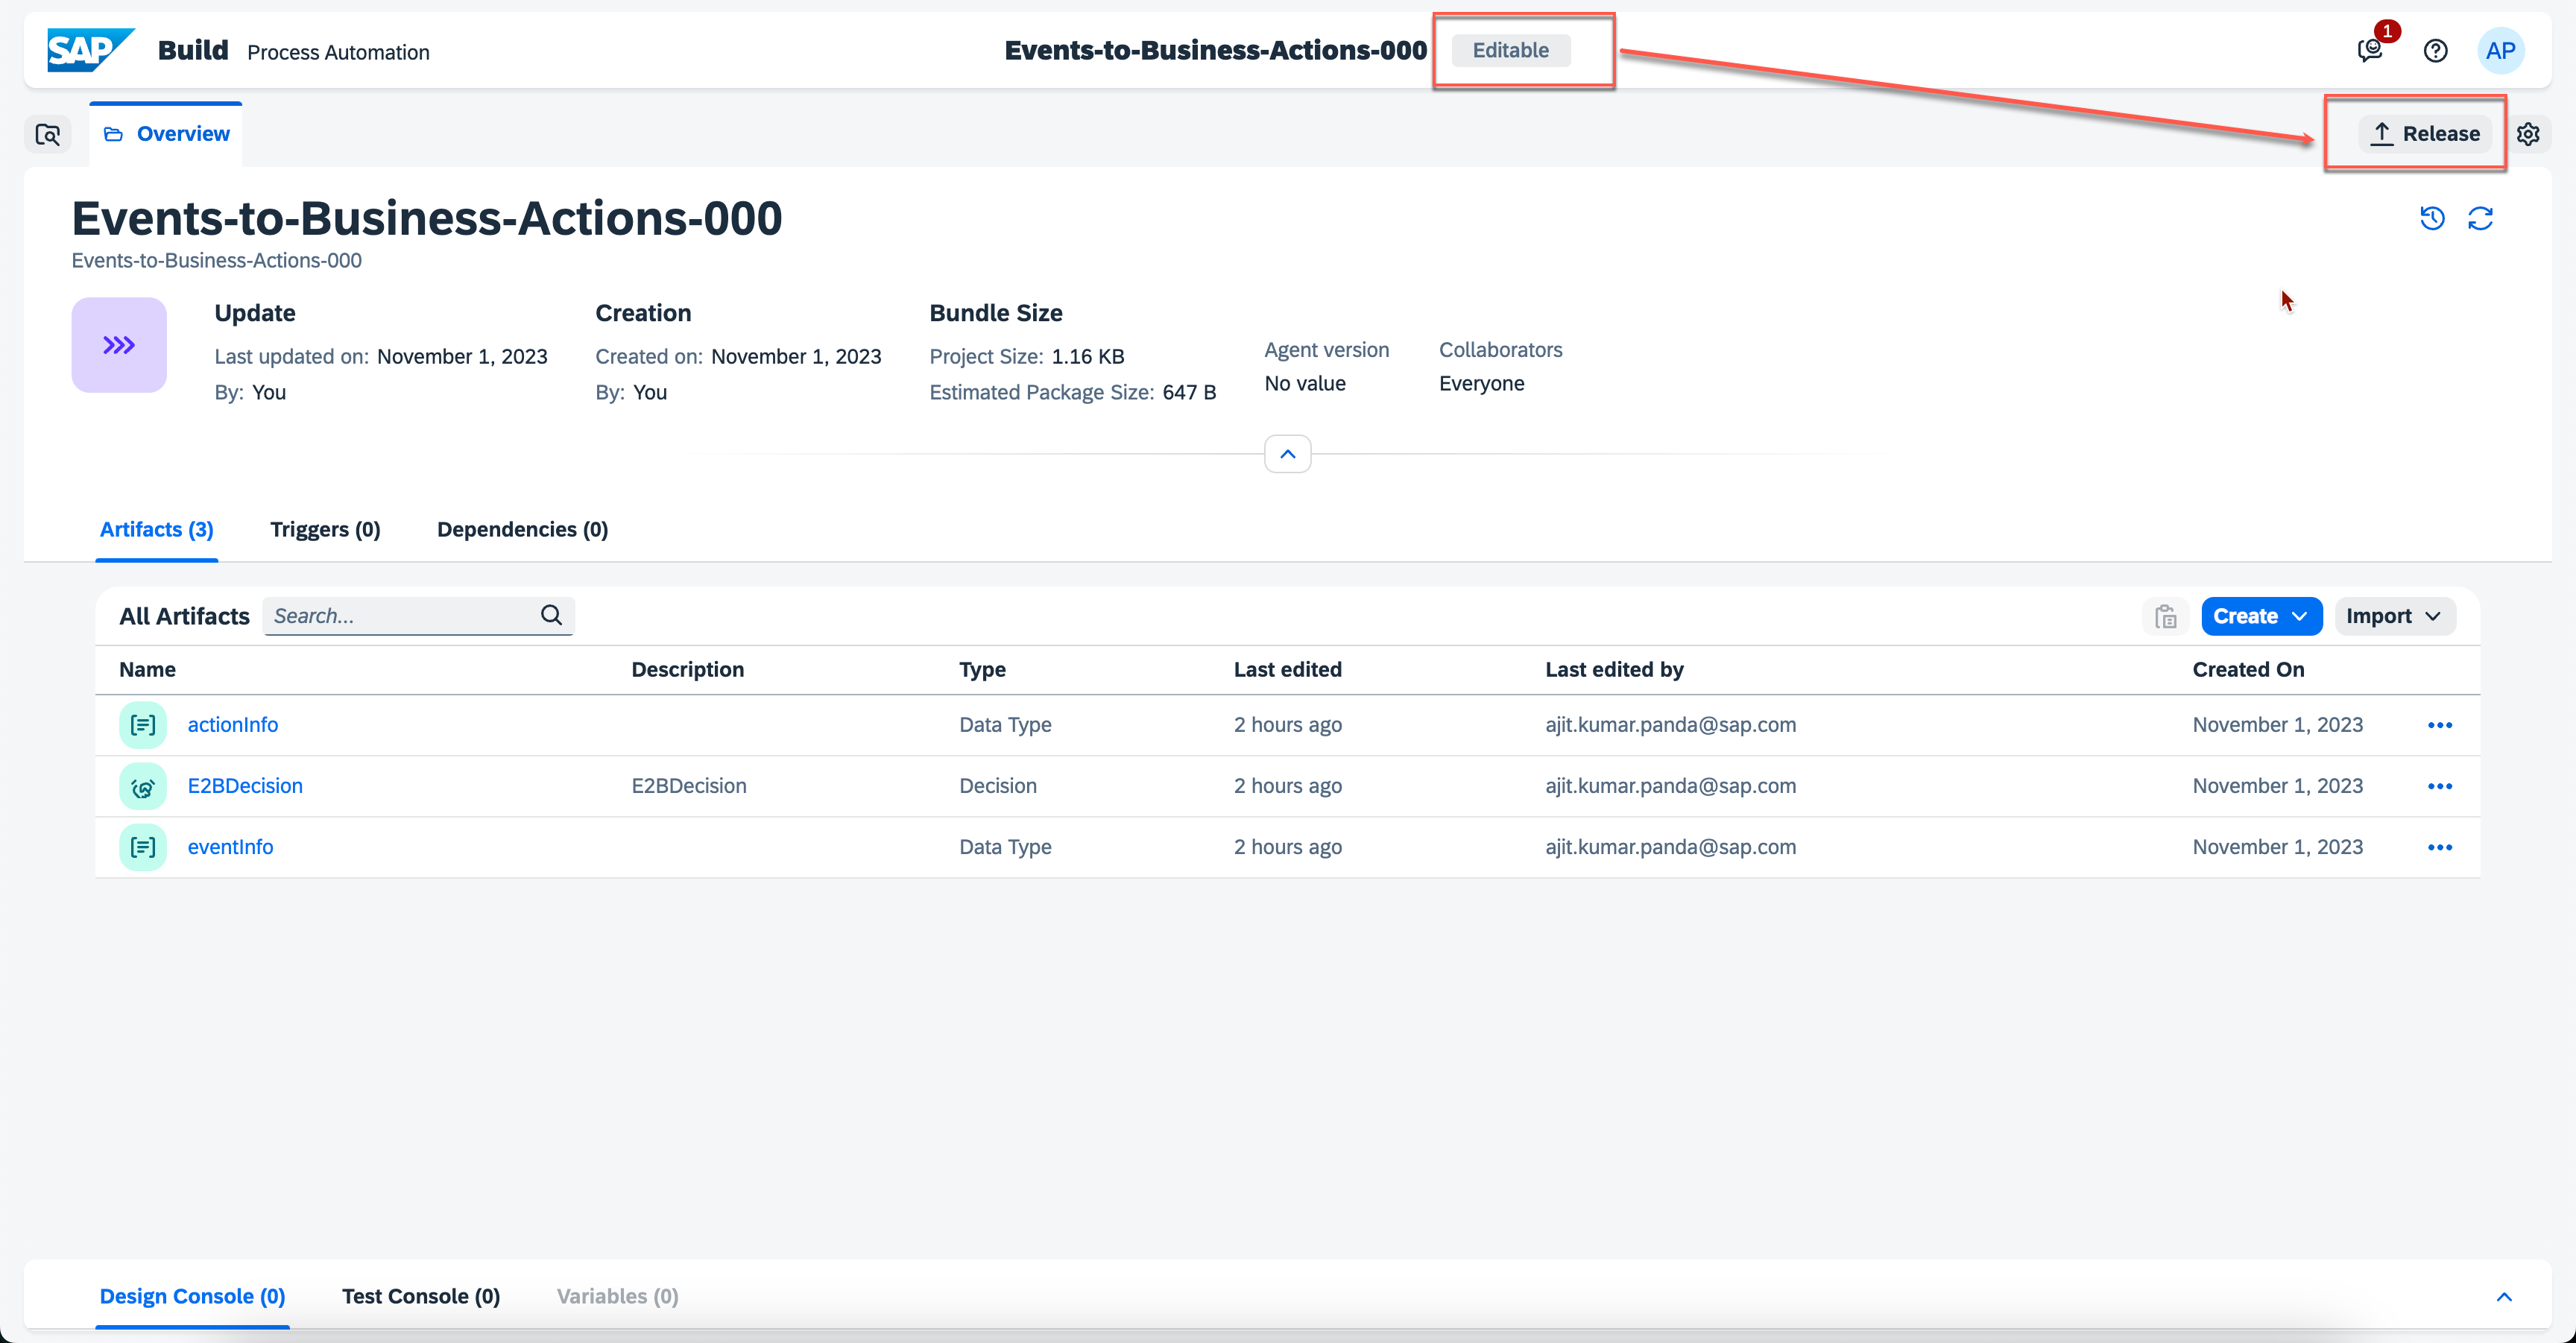 SAP Build Process Automation
Events-to-Business-Actions-000 Editable
1
AP
Overview
Release
Events-to-Business-Actions-000
Events-to-Business-Actions-000
Update
Last updated on: November 1, 2023
By: You
Creation
Created on: November 1, 2023
By: You
Bundle Size
Project Size: 1.16 KB
Estimated Package Size: 647 B
Agent version
No value
Collaborators
Everyone
Artifacts (3) Triggers (0) Dependencies (0)
All Artifacts Search... Create Import
Name Description Type Last edited Last edited by Created On
actionInfo Data Type 2 hours ago ajit.kumar.panda@sap.com November 1, 2023
E2BDecision E2BDecision Decision 2 hours ago ajit.kumar.panda@sap.com November 1, 2023
eventInfo Data Type 2 hours ago ajit.kumar.panda@sap.com November 1, 2023
Design Console (0) Test Console (0) Variables (0)